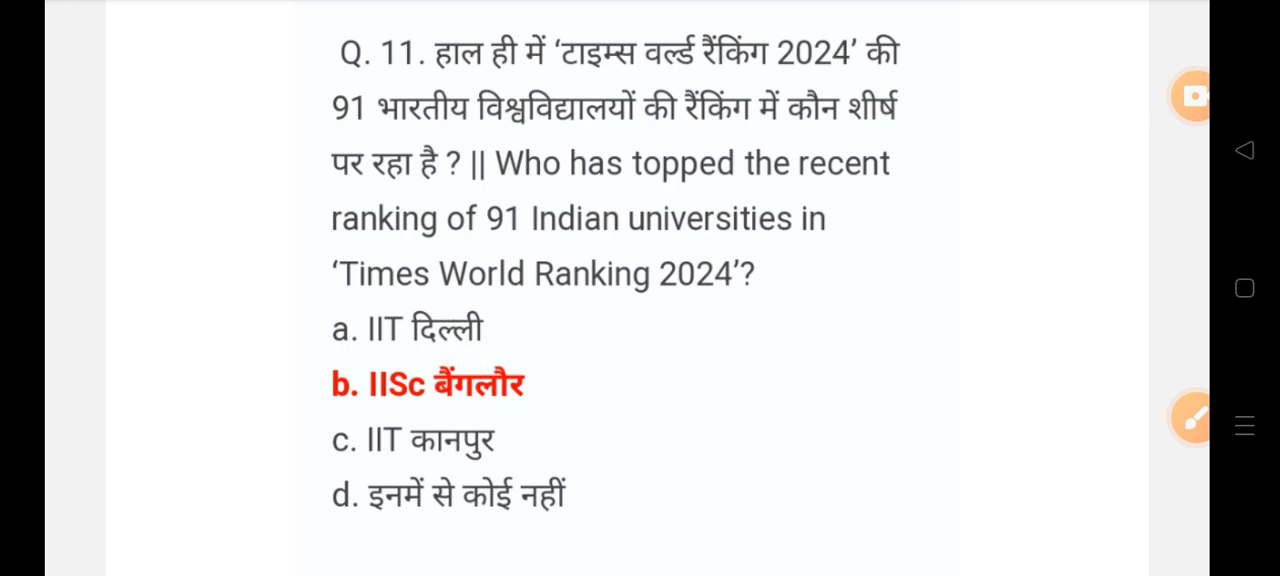 Q. 11. हाल ही में ‘टाइम्स वर्ल्ड रैंकिंग 2024’ की
91 भारतीय विश्वविद्यालयों की रैंकिंग में कौन शीर्ष
पर रहा है ? || Who has topped the recent
ranking of 91 Indian universities in
‘Times World Ranking 2024’?
a. IIT दिल्ली
b. IISc बैंगलौर
c. IIT कानपुर
d. इनमें से कोई नहीं